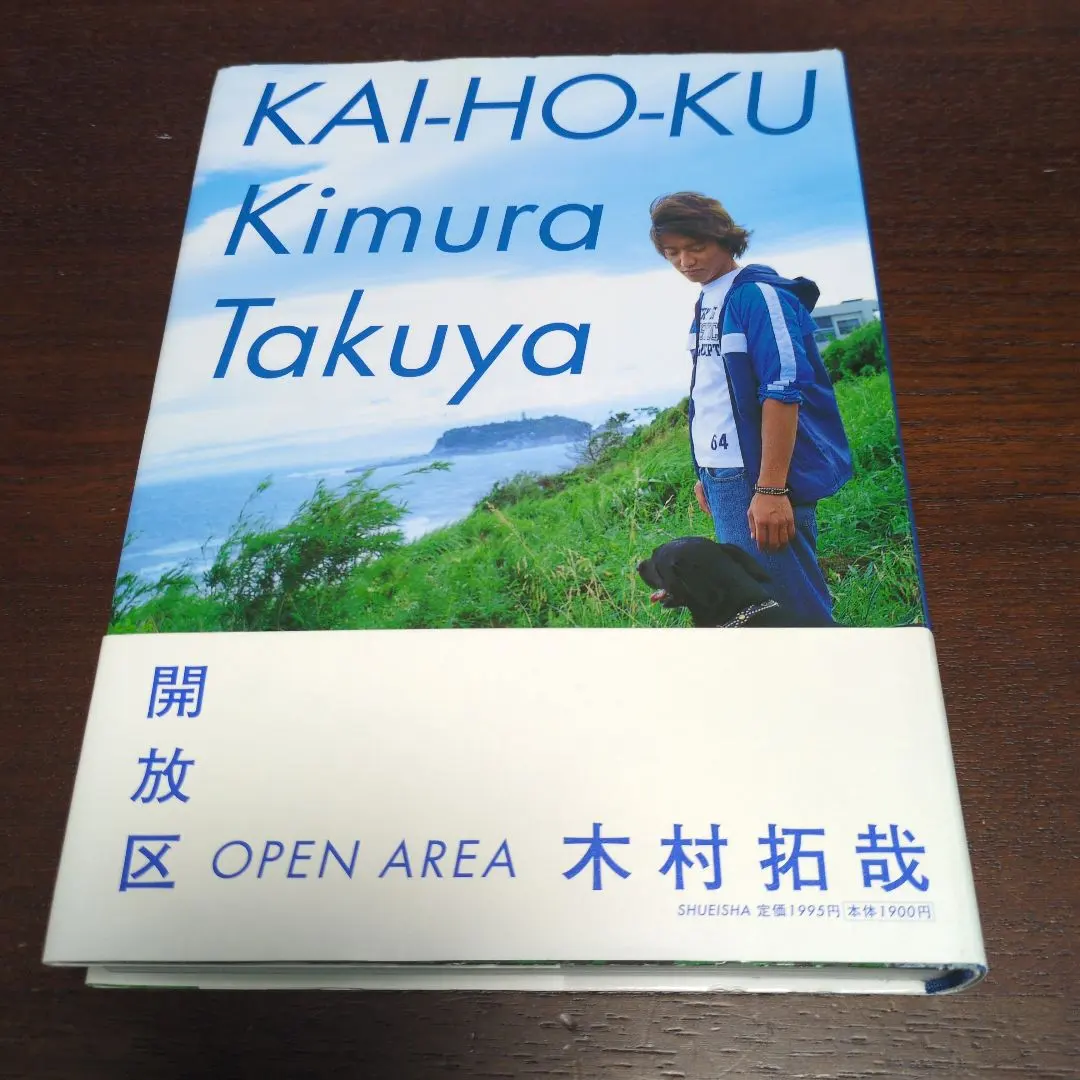 KAI-HO-KU
Kimura
Takuya
64
開放区
OPEN AREA
木村拓哉
SHUEISHA 定価1995円 本体1900円